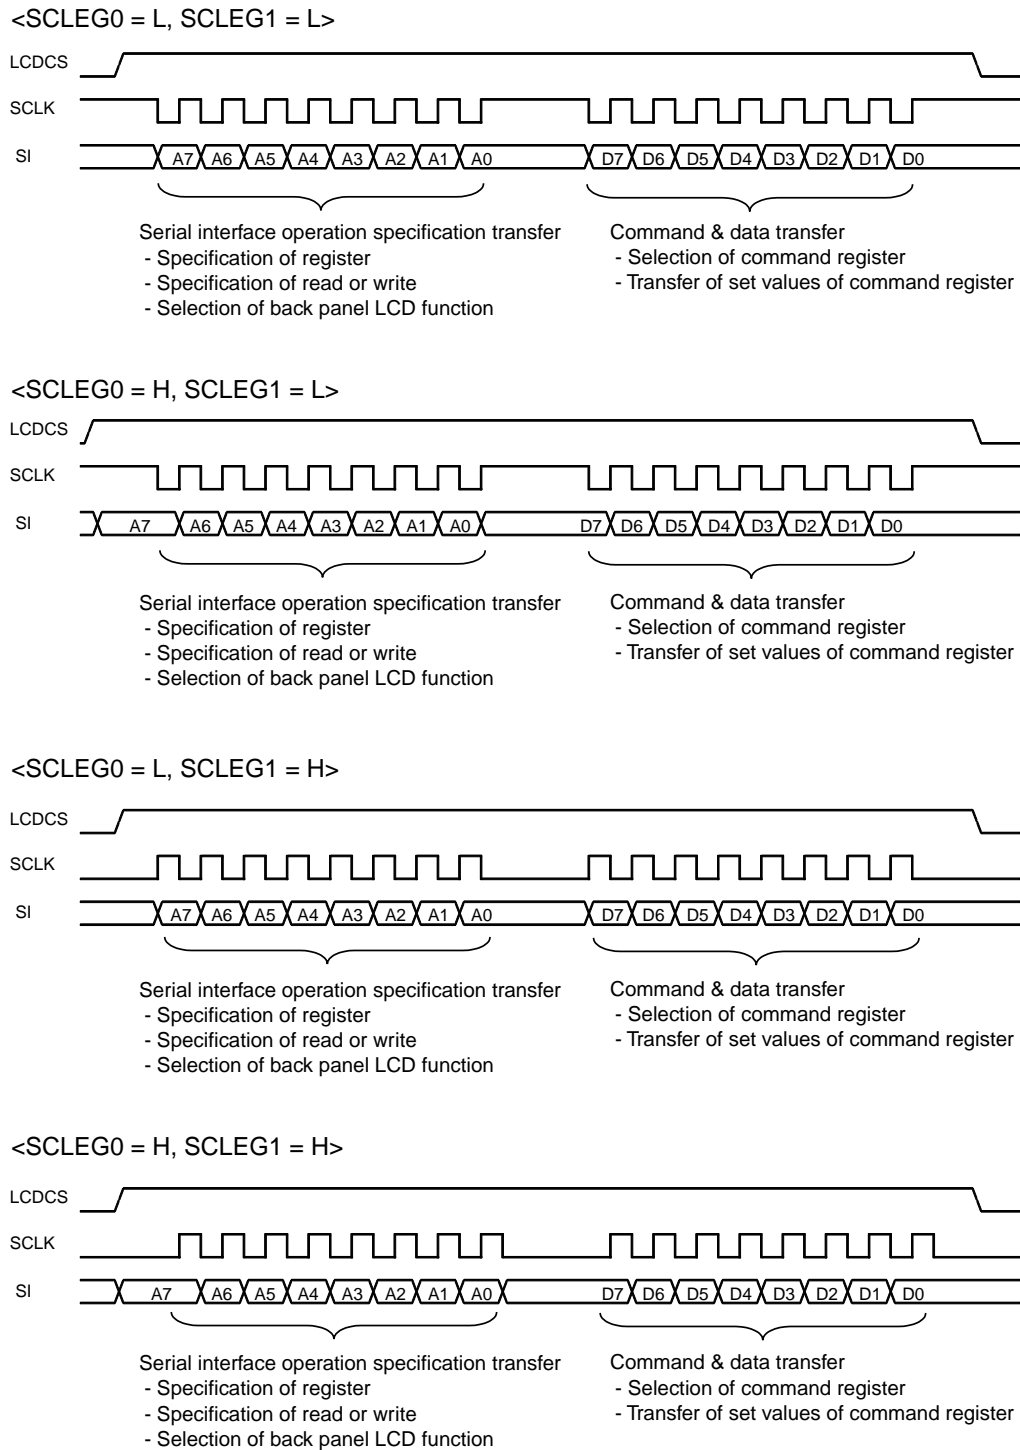 <SCLEG0 = L, SCLEG1 = L>
LCDCS
SCLK
SI A7 A6 A5 A4 A3 A2 A1 A0 D7 D6 D5 D4 D3 D2 D1 D0
Serial interface operation specification transfer Command & data transfer
- Specification of register - Selection of command register
- Specification of read or write - Transfer of set values of command register
- Selection of back panel LCD function
<SCLEG0 = H, SCLEG1 = L>
LCDCS
SCLK
SI A7 A6 A5 A4 A3 A2 A1 A0 D7 D6 D5 D4 D3 D2 D1 D0
Serial interface operation specification transfer Command & data transfer
- Specification of register - Selection of command register
- Specification of read or write - Transfer of set values of command register
- Selection of back panel LCD function
<SCLEG0 = L, SCLEG1 = H>
LCDCS
SCLK
SI A7 A6 A5 A4 A3 A2 A1 A0 D7 D6 D5 D4 D3 D2 D1 D0
Serial interface operation specification transfer Command & data transfer
- Specification of register - Selection of command register
- Specification of read or write - Transfer of set values of command register
- Selection of back panel LCD function
<SCLEG0 = H, SCLEG1 = H>
LCDCS
SCLK
SI A7 A6 A5 A4 A3 A2 A1 A0 D7 D6 D5 D4 D3 D2 D1 D0
Serial interface operation specification transfer Command & data transfer
- Specification of register - Selection of command register
- Specification of read or write - Transfer of set values of command register
- Selection of back panel LCD function